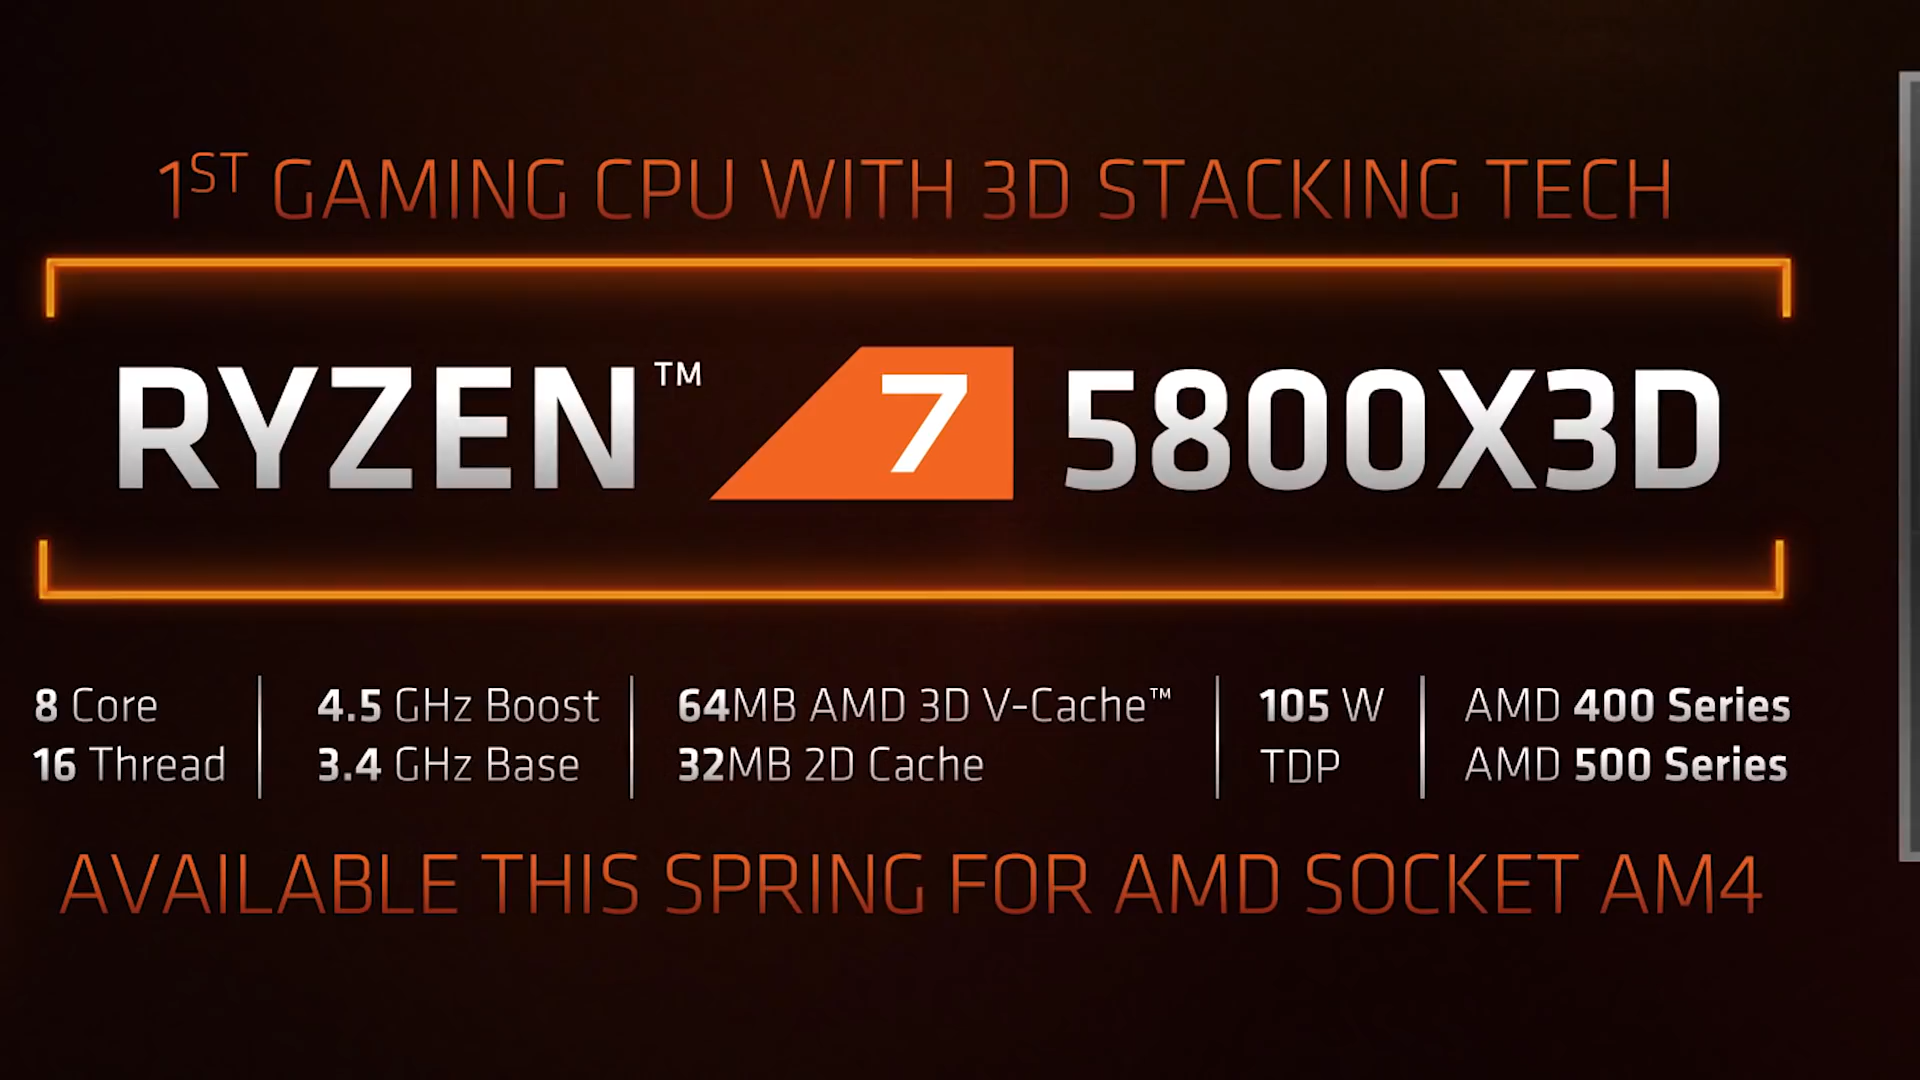 1ST GAMING CPU WITH 3D STACKING TECH
RYZEN™ 7 5800X3D
8 Core
16 Thread
4.5 GHz Boost
3.4 GHz Base
64MB AMD 3D V-Cache™
32MB 2D Cache
105 W
TDP
AMD 400 Series
AMD 500 Series
AVAILABLE THIS SPRING FOR AMD SOCKET AM4